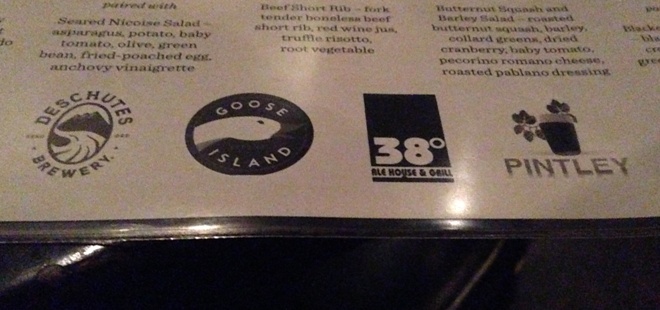 paired with
Seared Nicoise Salad –
asparagus, potato, baby
tomato, olive, green
bean, fried-poached egg,
anchovy vinaigrette
Beef Short Rib – fork
tender boneless beef
short rib, red wine jus,
truffle risotto,
root vegetable
Butternut Squash and
Barley Salad – roasted
butternut squash, barley,
collard greens, dried
cranberry, baby tomato,
pecorino romano cheese,
roasted pablano dressing
DESCHUTES
BREWERY.
GOOSE
ISLAND
38°
ALE HOUSE & GRILL
PINTLEY